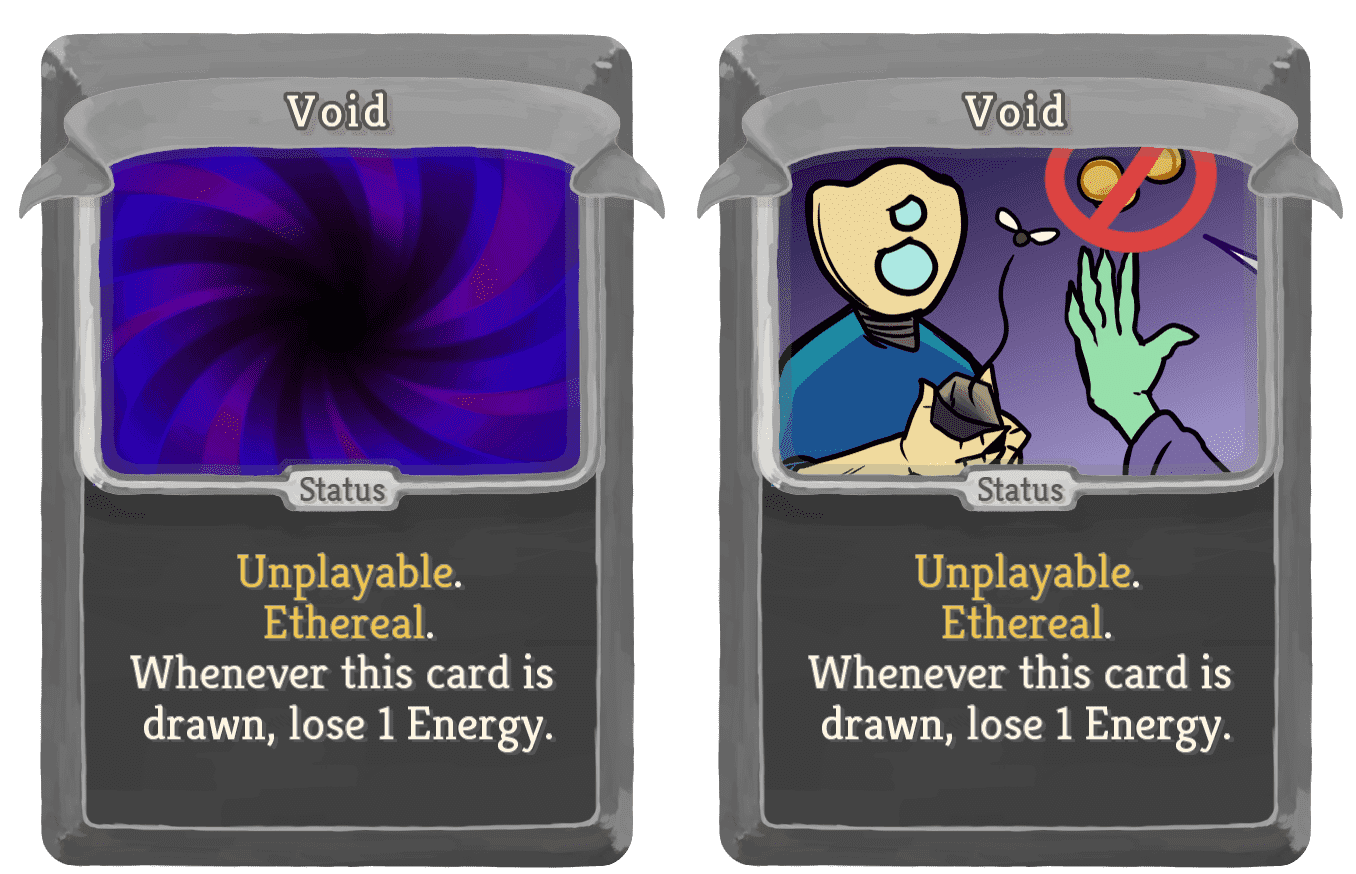 Void
Status
Unplayable.
Ethereal.
Whenever this card is
drawn, lose 1 Energy.
Void
Status
Unplayable.
Ethereal.
Whenever this card is
drawn, lose 1 Energy.